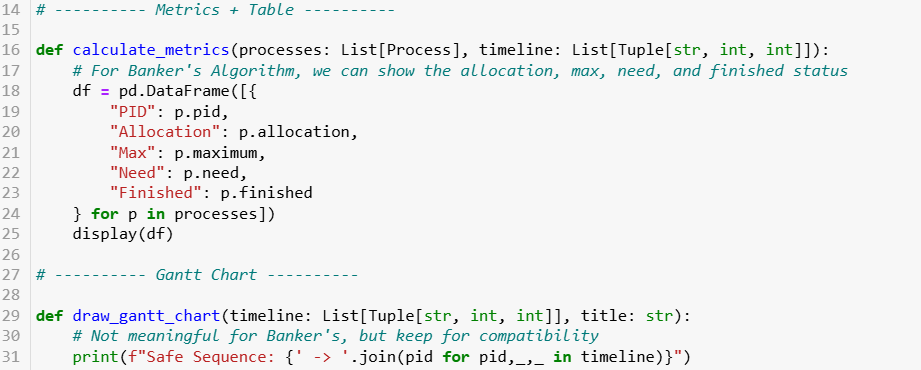 14 # ---------- Metrics + Table ----------
15
16 def calculate_metrics(processes: List[Process], timeline: List[Tuple[str, int, int]]):
17     # For Banker's Algorithm, we can show the allocation, max, need, and finished status
18     df = pd.DataFrame([{
19         "PID": p.pid,
20         "Allocation": p.allocation,
21         "Max": p.maximum,
22         "Need": p.need,
23         "Finished": p.finished
24     } for p in processes])
25     display(df)
26
27 # ---------- Gantt Chart ----------
28
29 def draw_gantt_chart(timeline: List[Tuple[str, int, int]], title: str):
30     # Not meaningful for Banker's, but keep for compatibility
31     print(f"Safe Sequence: {' -> '.join(pid for pid,_,_ in timeline)}")